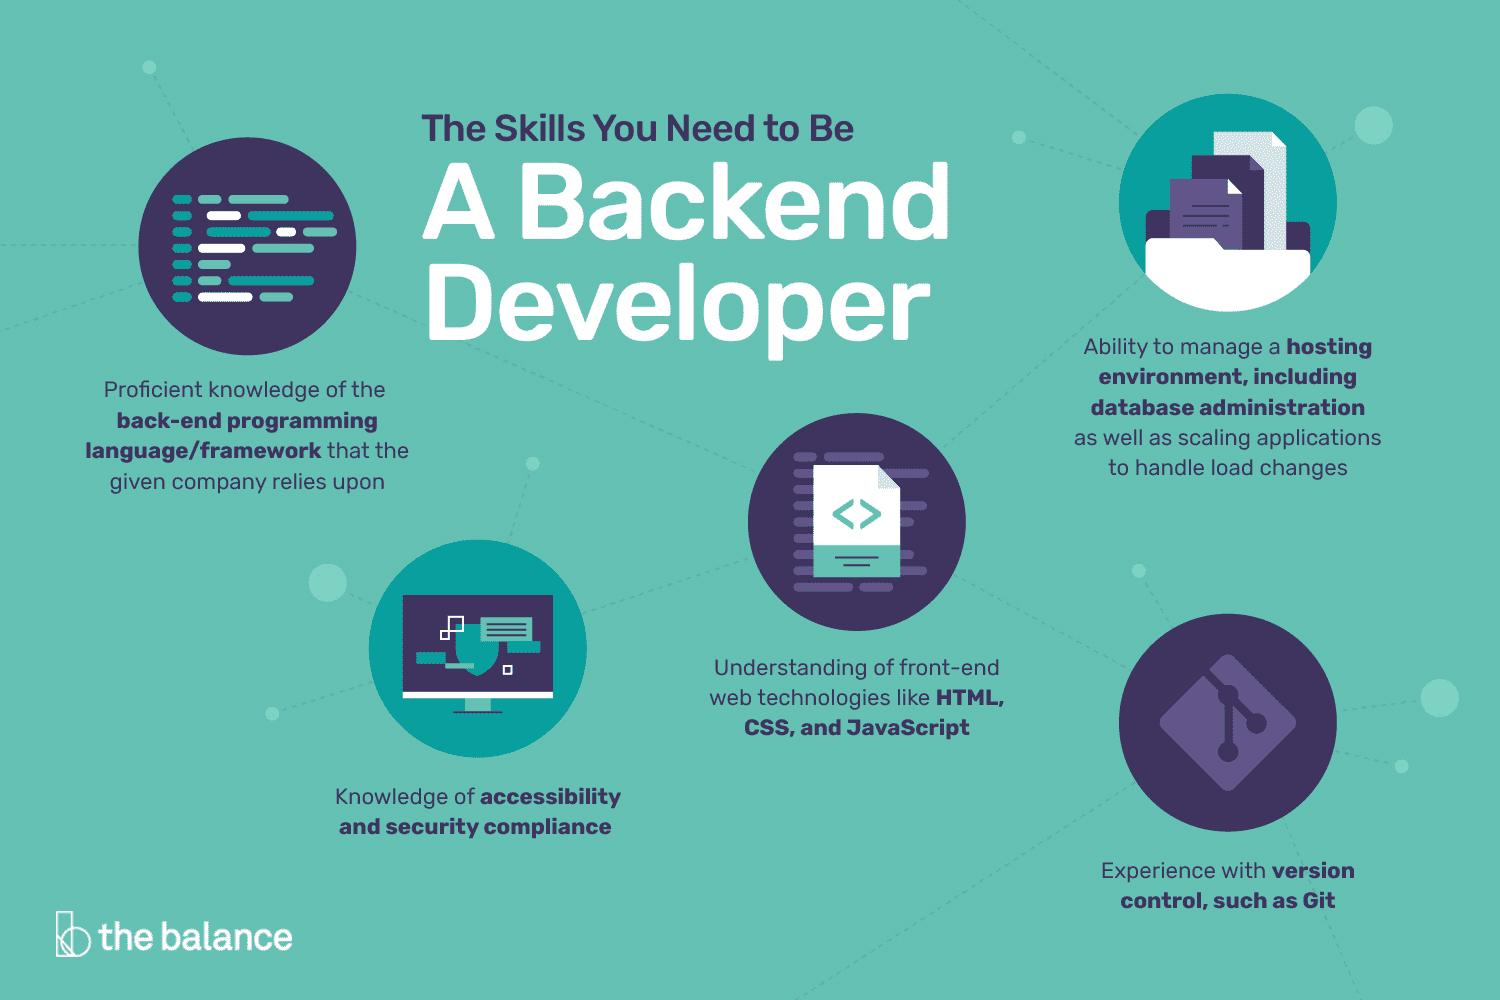 The Skills You Need to Be
A Backend
Developer
Proficient knowledge of the
back-end programming
language/framework that the
given company relies upon
Ability to manage a hosting
environment, including
database administration
as well as scaling applications
to handle load changes
<>
Understanding of front-end
web technologies like HTML,
CSS, and JavaScript
Knowledge of accessibility
and security compliance
Experience with version
control, such as Git
the balance